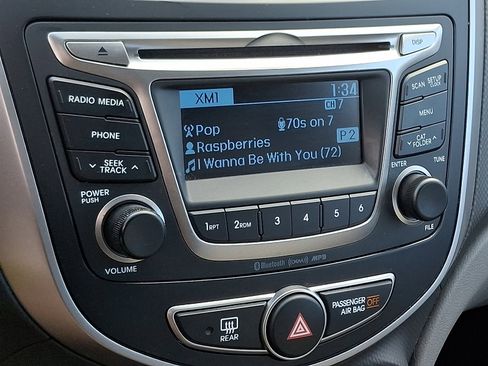 DISP
XM1
1:34
CH 7
Pop
70s on 7
Raspberries
P2
I Wanna Be With You (72)
RADIO MEDIA
PHONE
SEEK
TRACK
POWER
PUSH
VOLUME
SCAN
SETUP
CLOCK
MENU
CAT
FOLDER
ENTER
TUNE
FILE
1 RPT
2 RDM
3
4
5
6
Bluetooth
MP3
REAR
PASSENGER
AIR BAG
OFF